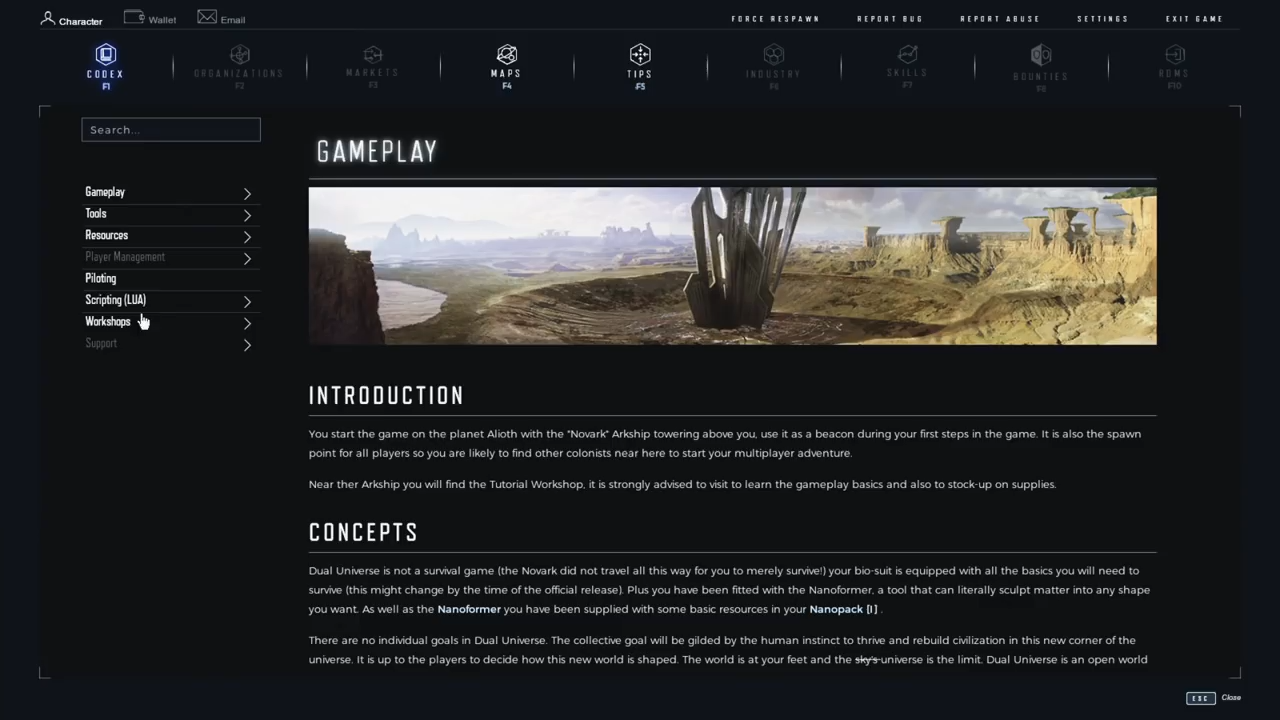 Character
Wallet
Email
FORCE RESPAWN
REPORT BUG
REPORT ABUSE
SETTINGS
EXIT GAME
CODEX
F1
ORGANIZATIONS
F2
MARKETS
F3
MAPS
F4
TIPS
F5
INDUSTRY
F6
SKILLS
F7
BOUNTIES
F8
RDMS
F10
Search...
Gameplay
Tools
Resources
Player Management
Piloting
Scripting (LUA)
Workshops
Support
GAMEPLAY
INTRODUCTION
You start the game on the planet Alioth with the "Novark" Arkship towering above you, use it as a beacon during your first steps in the game. It is also the spawn
point for all players so you are likely to find other colonists near here to start your multiplayer adventure.
Near ther Arkship you will find the Tutorial Workshop, it is strongly advised to visit to learn the gameplay basics and also to stock-up on supplies.
CONCEPTS
Dual Universe is not a survival game (the Novark did not travel all this way for you to merely survive!) your bio-suit is equipped with all the basics you will need to
survive (this might change by the time of the official release). Plus you have been fitted with the Nanoformer, a tool that can literally sculpt matter into any shape
you want. As well as the Nanoformer you have been supplied with some basic resources in your Nanopack [I] .
There are no individual goals in Dual Universe. The collective goal will be gilded by the human instinct to thrive and rebuild civilization in this new corner of the
universe. It is up to the players to decide how this new world is shaped. The world is at your feet and the sky's universe is the limit. Dual Universe is an open world
ESC Close